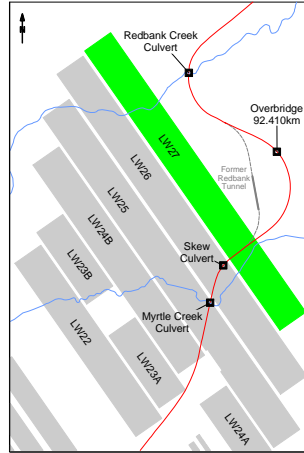 N
Redbank Creek
Culvert
Overbridge
92.410km
LW27
LW26
Former
Redbank
Tunnel
LW25
LW24B
Skew
Culvert
LW23B
Myrtle Creek
Culvert
LW22
LW23A
LW24A